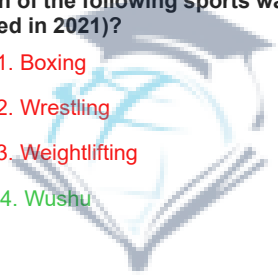 of the following sports wa
ed in 2021)?
1. Boxing
2. Wrestling
3. Weightlifting
4. Wushu